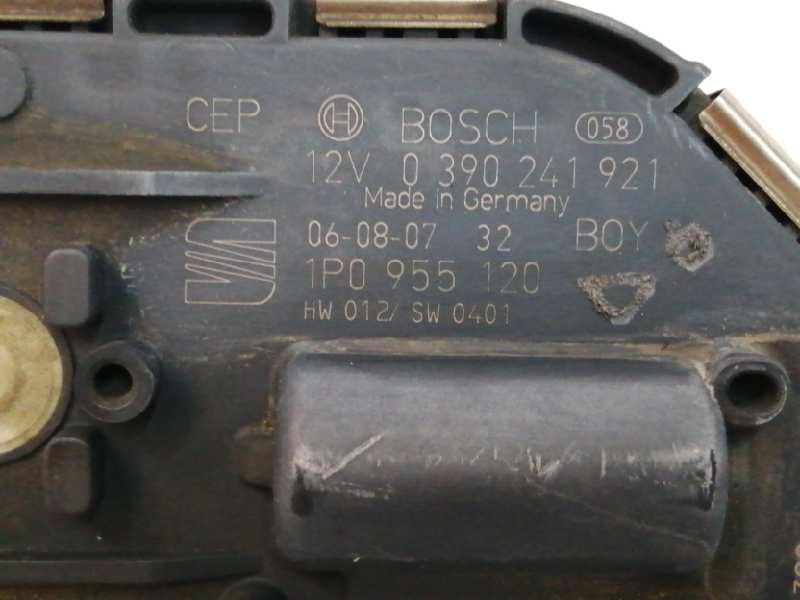 CEP BOSCH 058
12V 0 390 241 921
Made in Germany
06-08-07 32 BOY
1P0 955 120
HW 012/ SW 0401